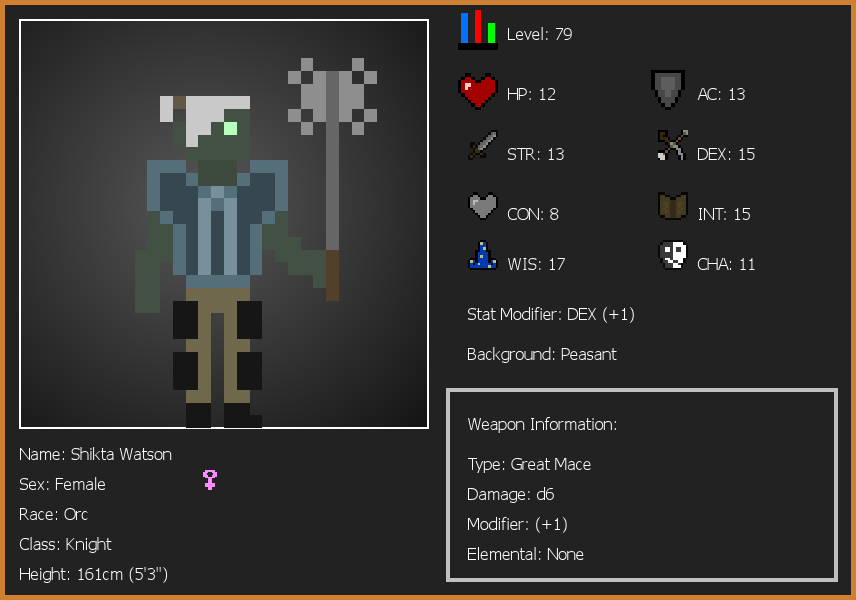 Level: 79
HP: 12
AC: 13
STR: 13
DEX: 15
CON: 8
INT: 15
WIS: 17
CHA: 11
Stat Modifier: DEX (+1)
Background: Peasant
Weapon Information:
Type: Great Mace
Damage: d6
Modifier: (+1)
Elemental: None
Name: Shikta Watson
Sex: Female
Race: Orc
Class: Knight
Height: 161cm (5'3")